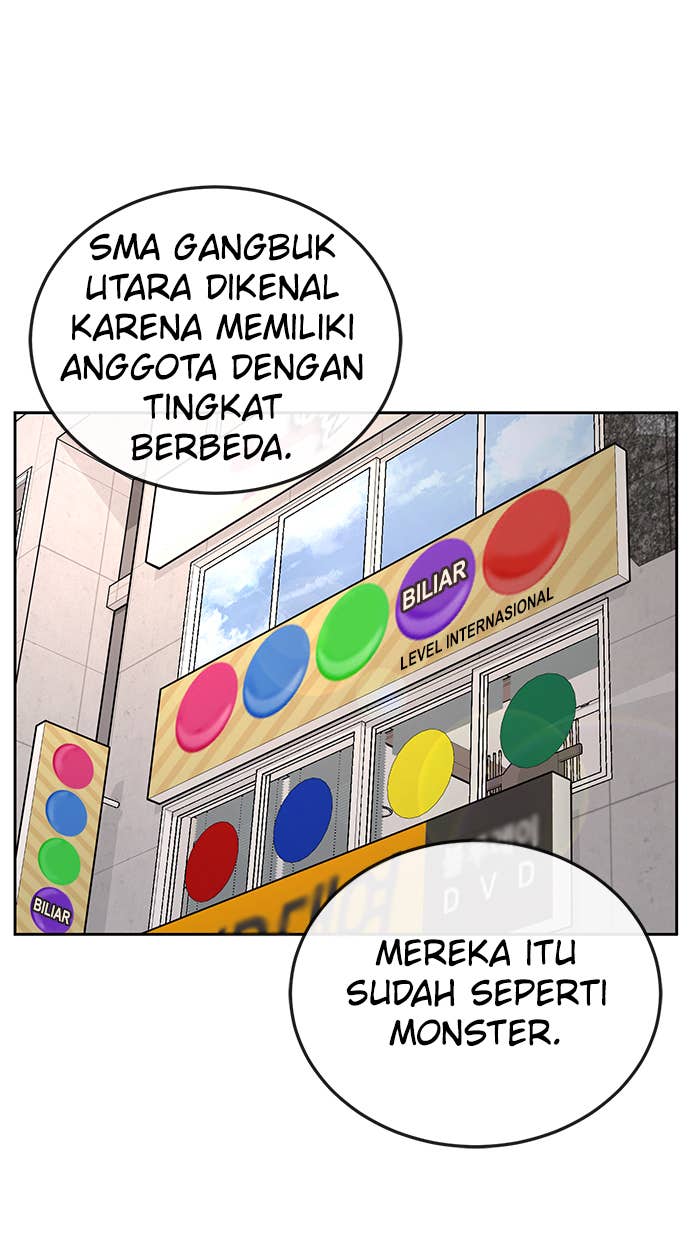 SMA GANGBUK
UTARA DIKENAL
KARENA MEMILIKI
ANGGOTA DENGAN
TINGKAT
BERBEDA.
BILIAR
LEVEL INTERNASIONAL
BILIAR
DVD
MEREKA ITU
SUDAH SEPERTI
MONSTER.